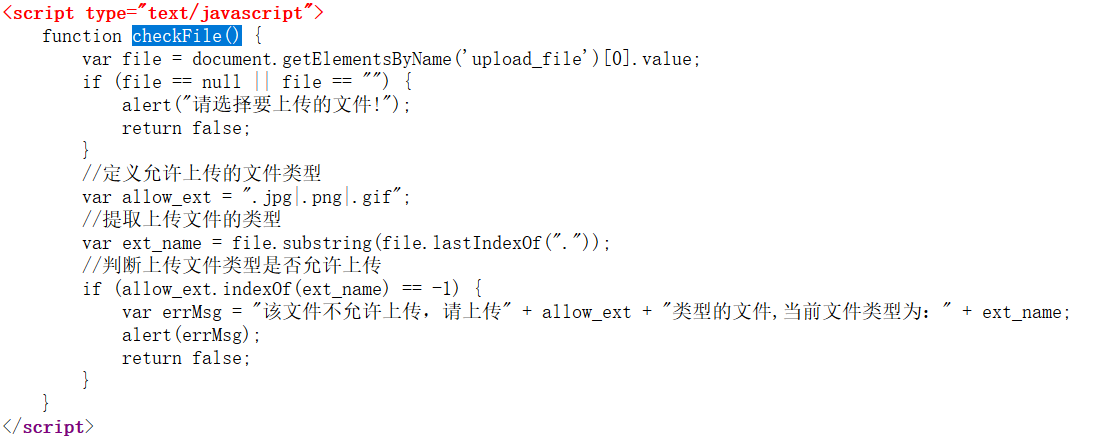 <script type="text/javascript">
    function checkFile() {
        var file = document.getElementsByName('upload_file')[0].value;
        if (file == null || file == "") {
            alert("请选择要上传的文件!");
            return false;
        }
        //定义允许上传的文件类型
        var allow_ext = ".jpg|.png|.gif";
        //提取上传文件的类型
        var ext_name = file.substring(file.lastIndexOf("."));
        //判断上传文件类型是否允许上传
        if (allow_ext.indexOf(ext_name) == -1) {
            var errMsg = "该文件不允许上传，请上传" + allow_ext + "类型的文件,当前文件类型为：" + ext_name;
            alert(errMsg);
            return false;
        }
    }
</script>